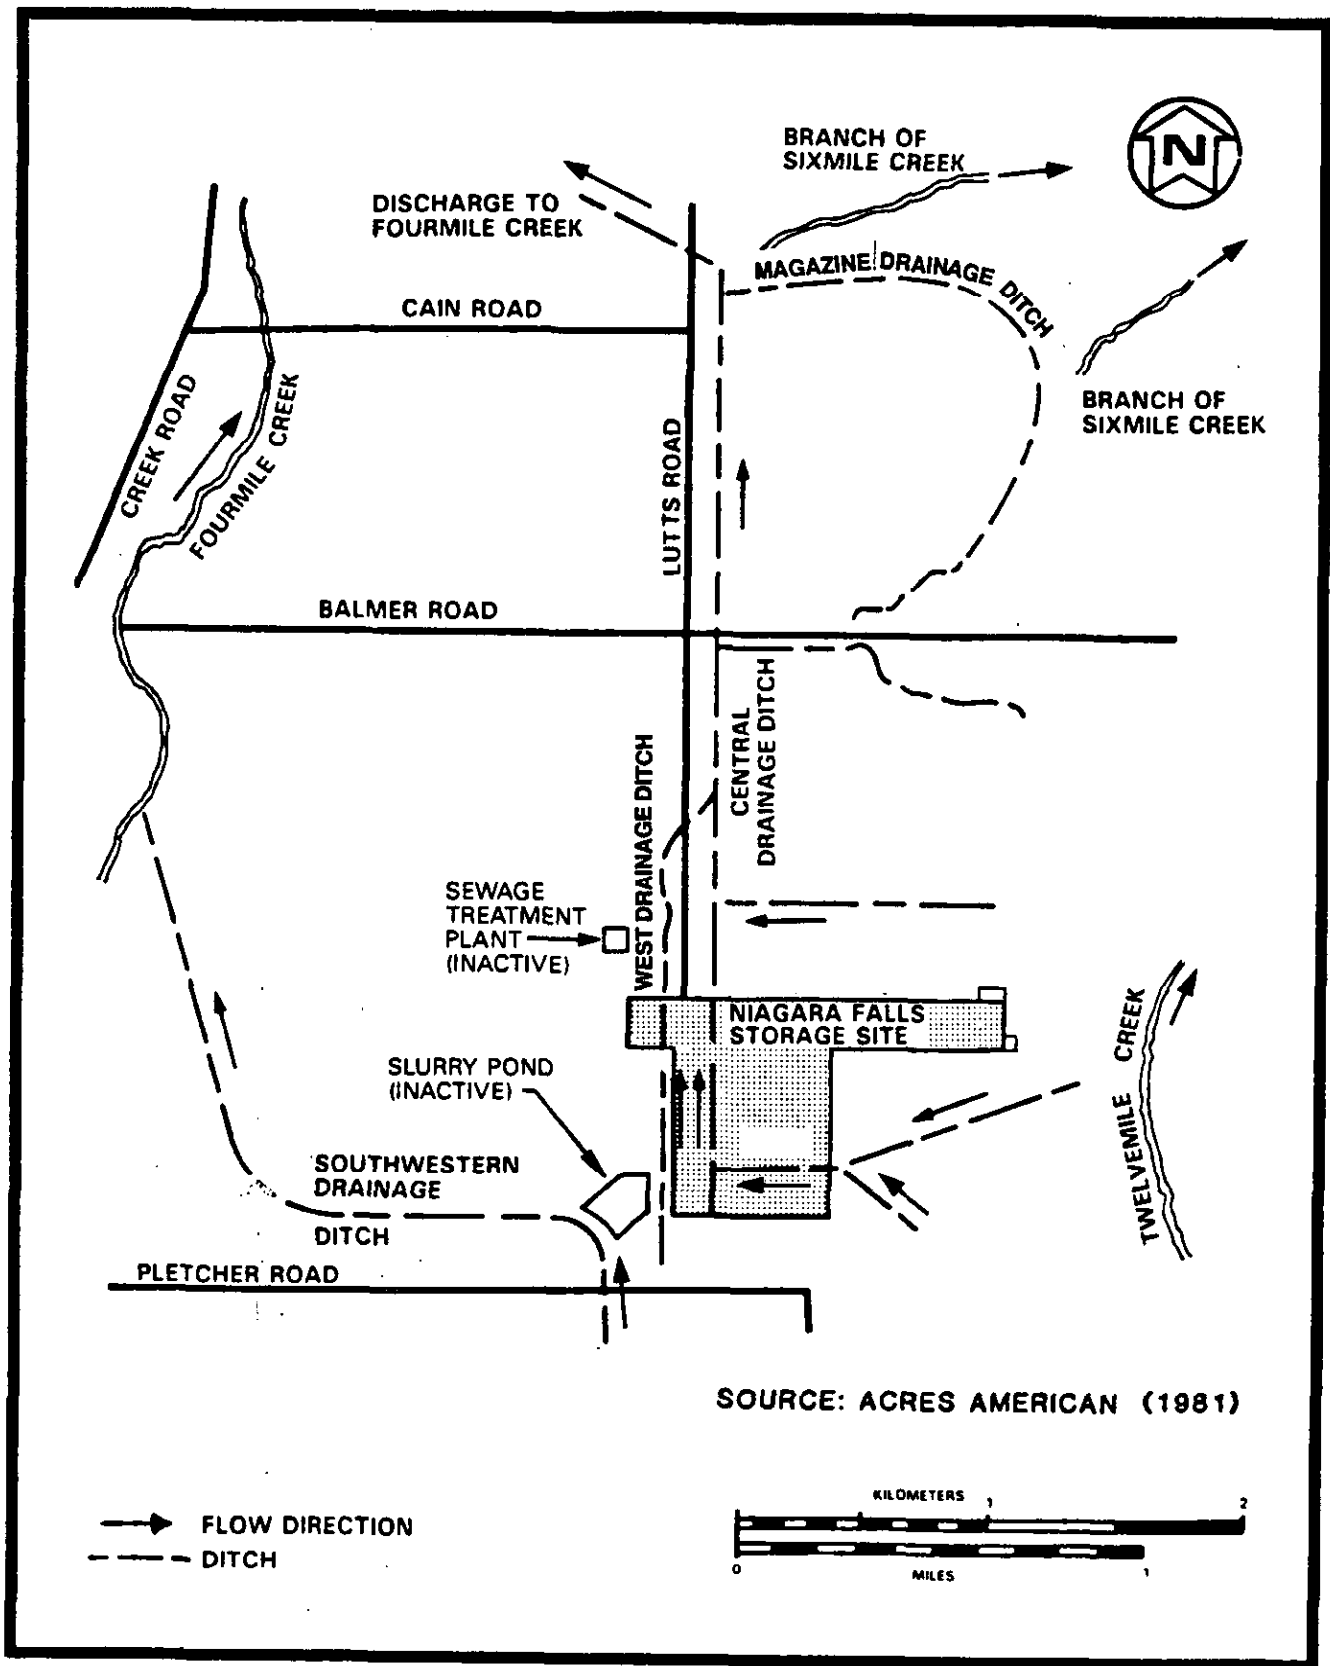 N
BRANCH OF
SIXMILE CREEK
DISCHARGE TO
FOURMILE CREEK
MAGAZINE DRAINAGE DITCH
CAIN ROAD
BRANCH OF
SIXMILE CREEK
CREEK ROAD
FOURMILE CREEK
LUTTS ROAD
BALMER ROAD
CENTRAL
DRAINAGE DITCH
WEST DRAINAGE DITCH
SEWAGE
TREATMENT
PLANT
(INACTIVE)
NIAGARA FALLS
STORAGE SITE
TWELVEMILE CREEK
SLURRY POND
(INACTIVE)
SOUTHWESTERN
DRAINAGE
DITCH
PLETCHER ROAD
SOURCE: ACRES AMERICAN (1981)
KILOMETERS 1 2
0 MILES 1
FLOW DIRECTION
DITCH